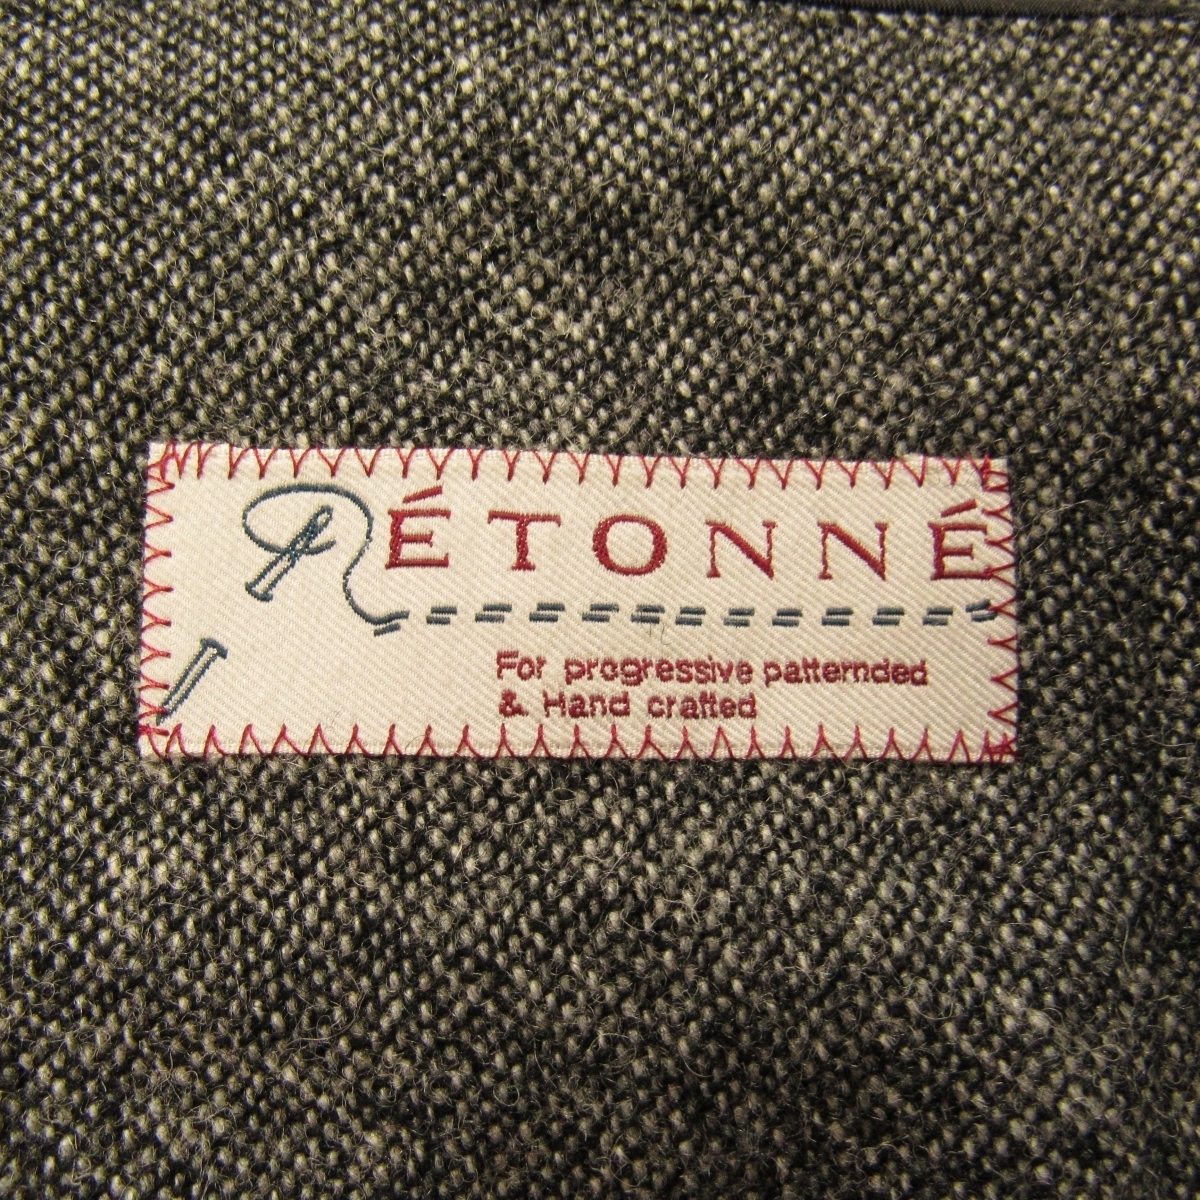 RÉTONNÉ
For progressive patternded
& Hand crafted